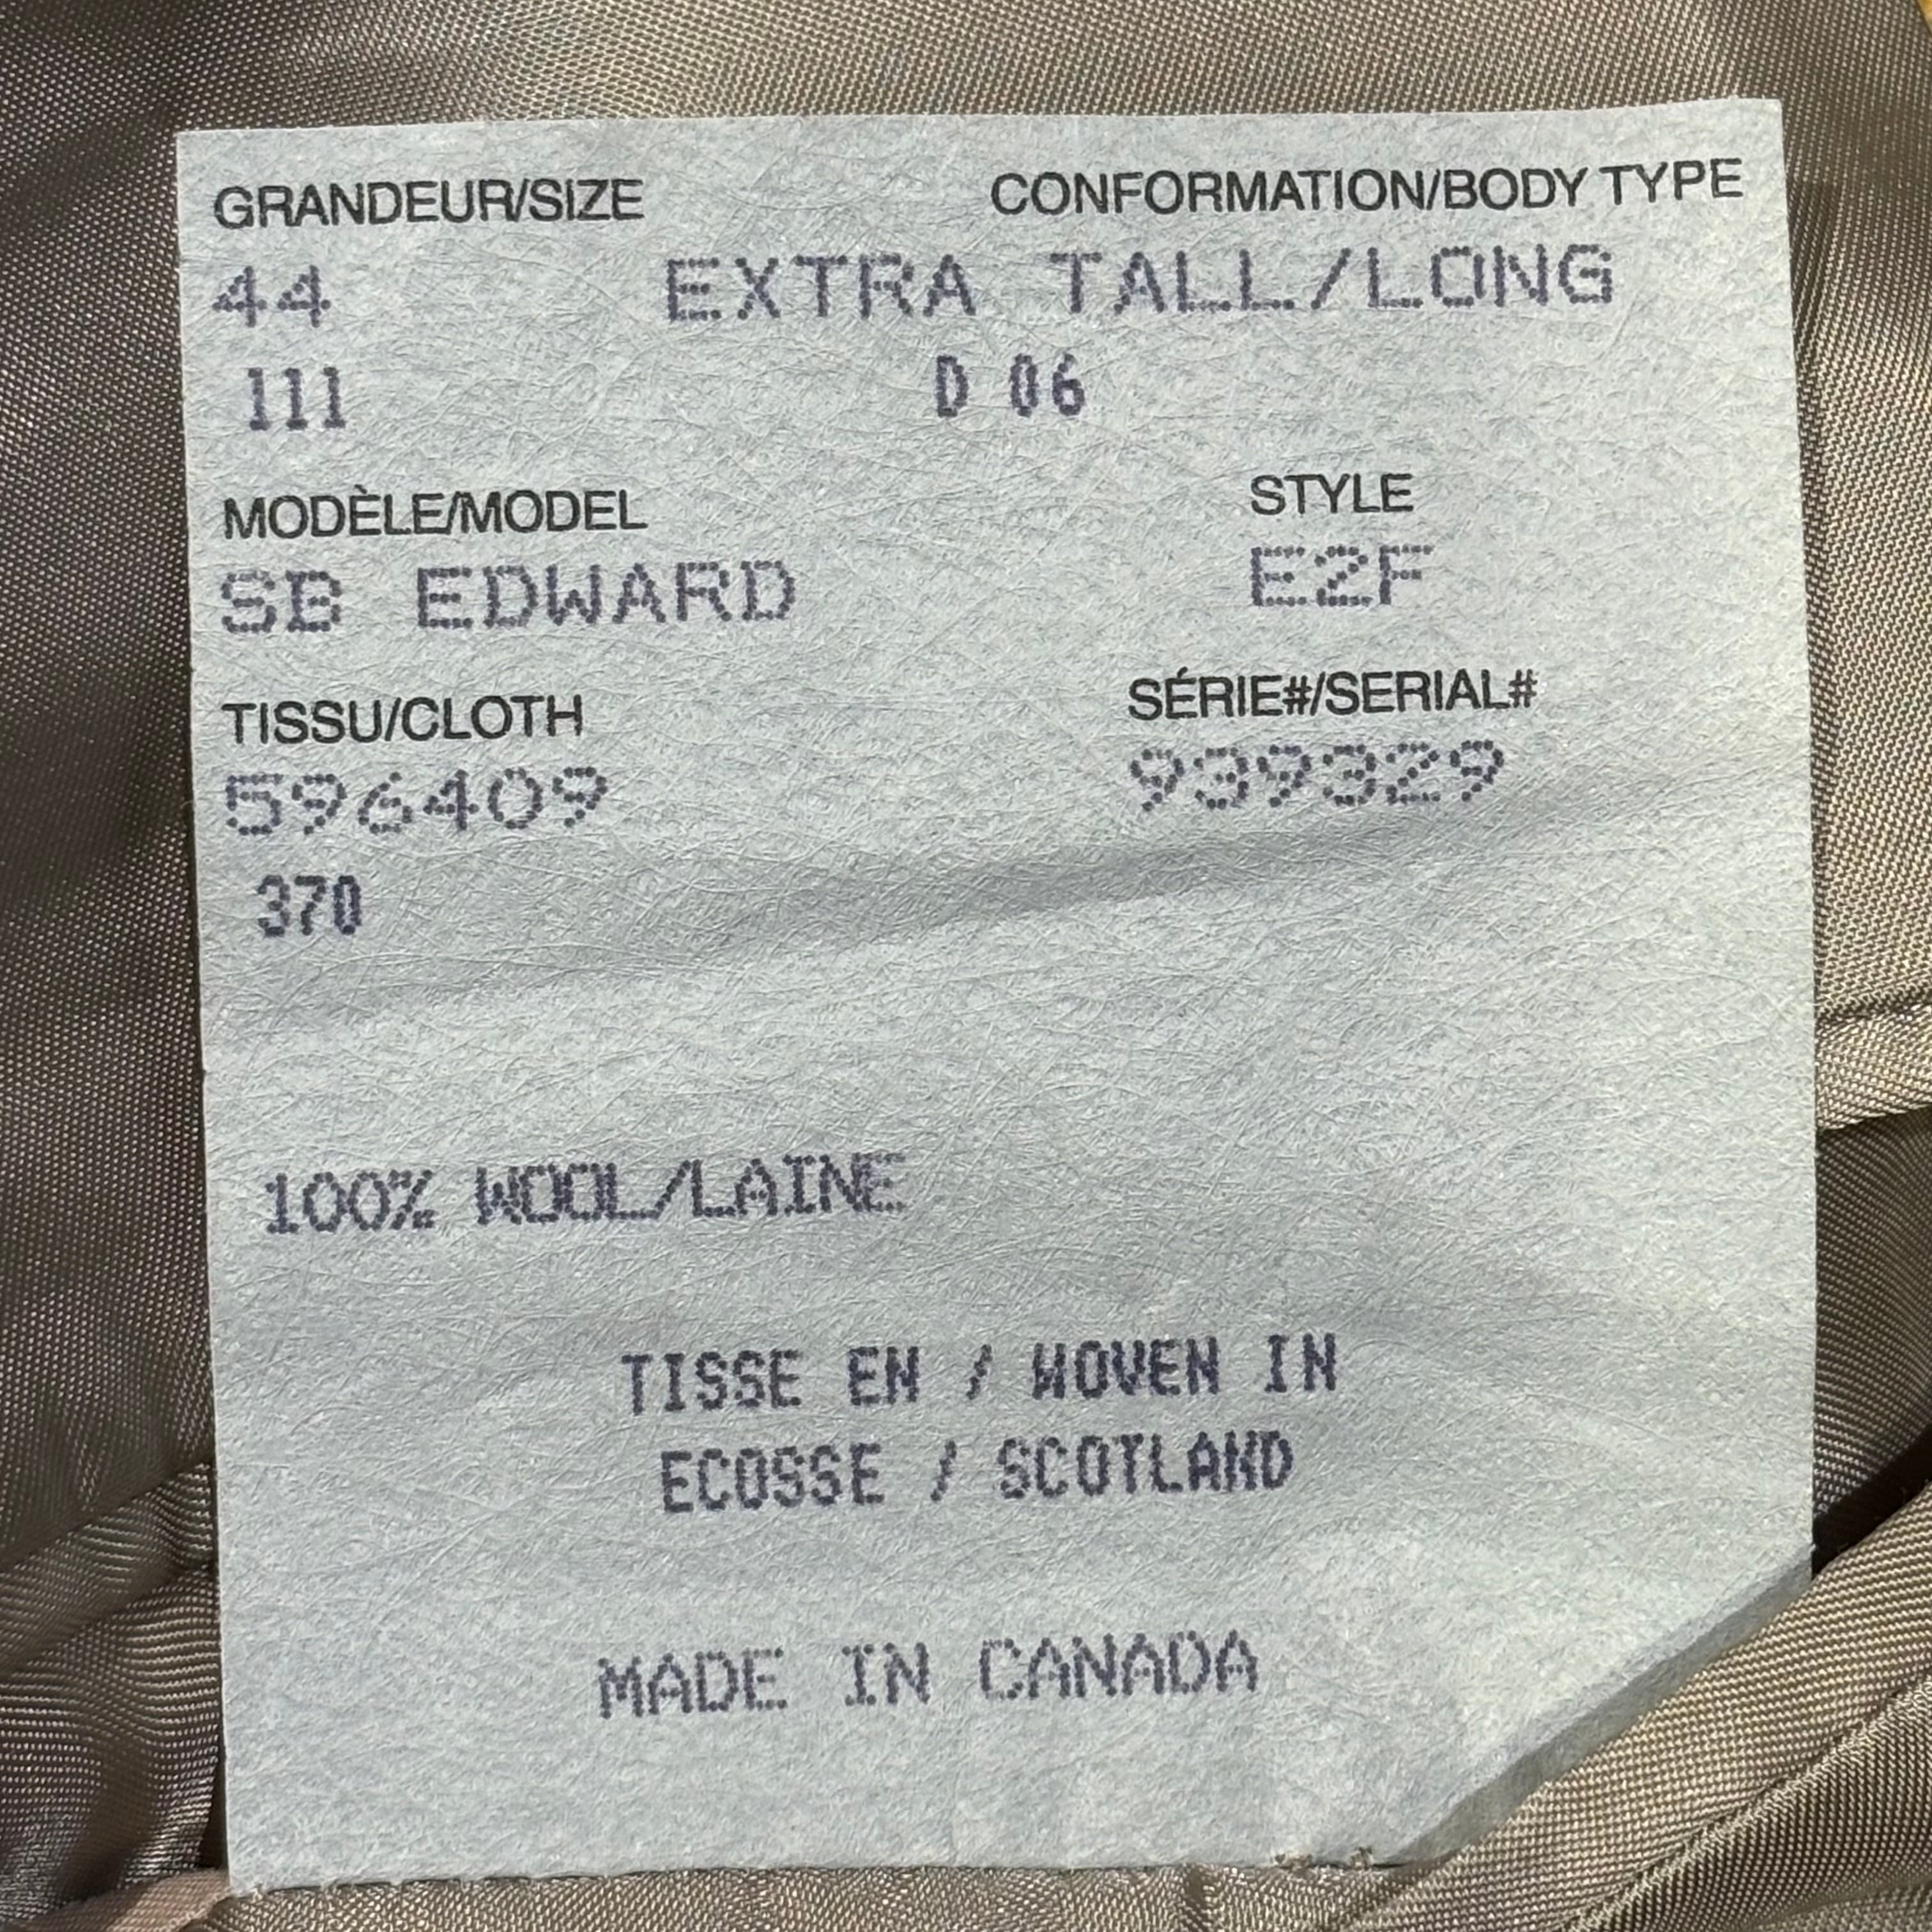 GRANDEUR/SIZE CONFORMATION/BODY TYPE
44 EXTRA TALL/LONG
111 D 06
MODÈLE/MODEL STYLE
SB EDWARD E2F
TISSU/CLOTH SÉRIE#/SERIAL#
596409 939329
370
100% WOOL/LAINE
TISSE EN / WOVEN IN
ECOSSE / SCOTLAND
MADE IN CANADA